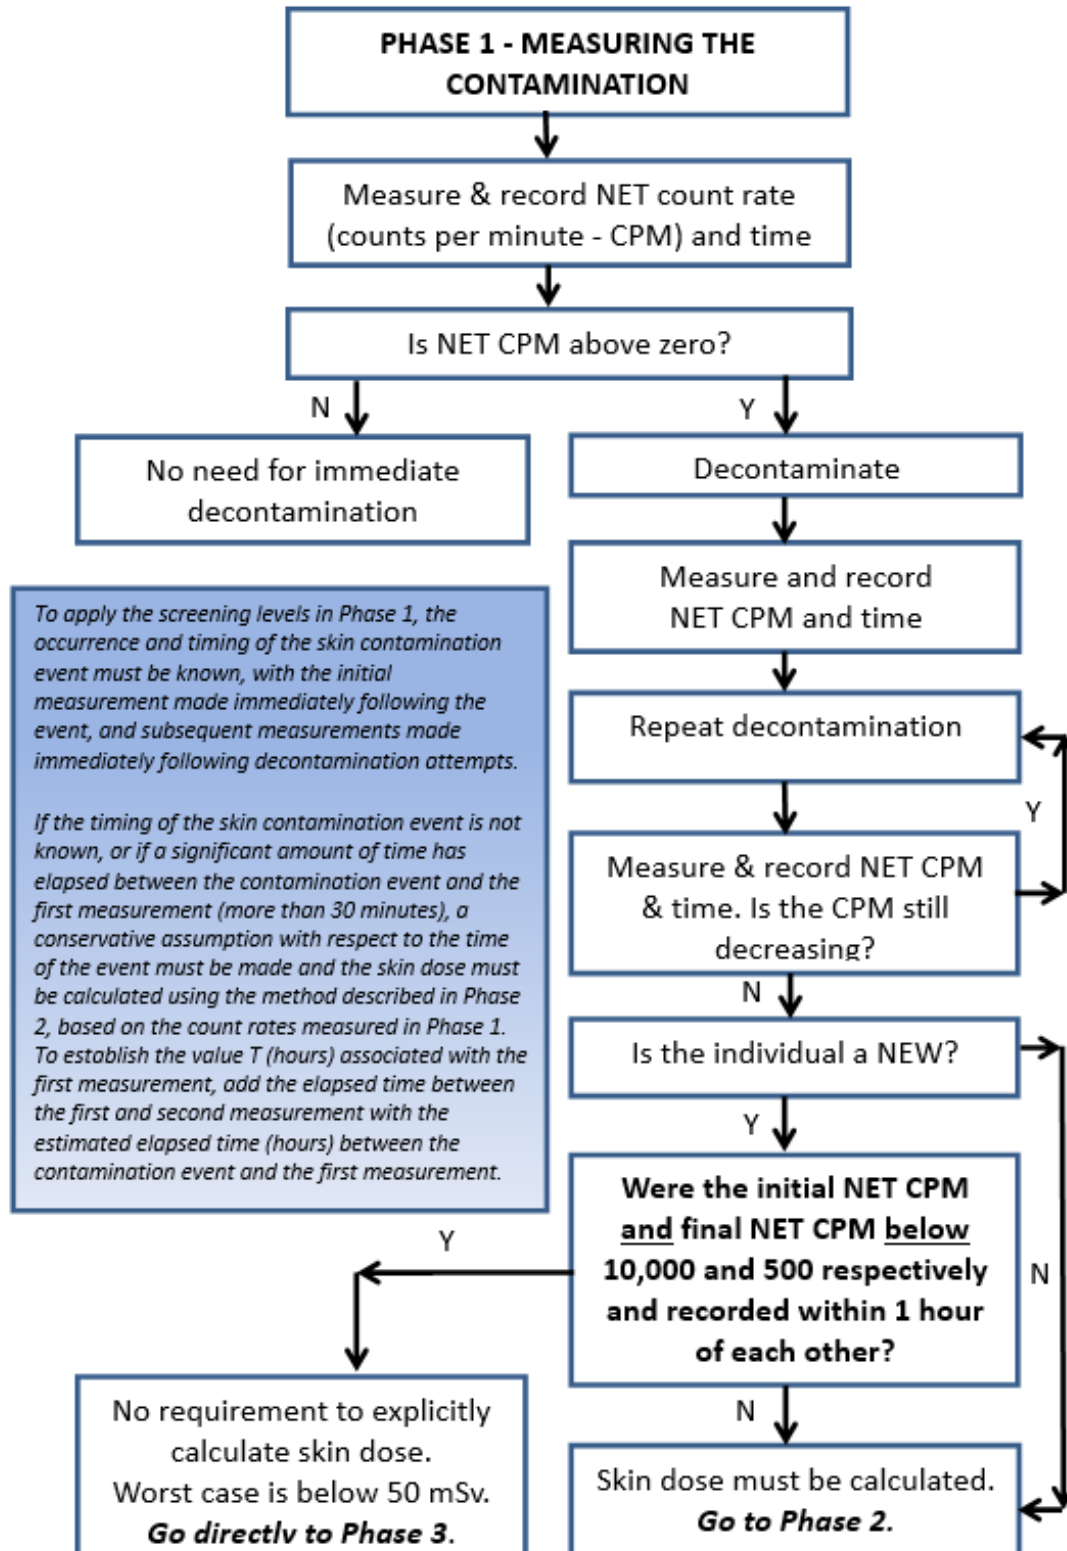 PHASE 1 - MEASURING THE
CONTAMINATION
Measure & record NET count rate
(counts per minute - CPM) and time
Is NET CPM above zero?
N
Y
No need for immediate
decontamination
Decontaminate
Measure and record
NET CPM and time
To apply the screening levels in Phase 1, the
occurrence and timing of the skin contamination
event must be known, with the initial
measurement made immediately following the
event, and subsequent measurements made
immediately following decontamination attempts.
If the timing of the skin contamination event is not
known, or if a significant amount of time has
elapsed between the contamination event and the
first measurement (more than 30 minutes), a
conservative assumption with respect to the time
of the event must be made and the skin dose must
be calculated using the method described in Phase
2, based on the count rates measured in Phase 1.
To establish the value T (hours) associated with the
first measurement, add the elapsed time between
the first and second measurement with the
estimated elapsed time (hours) between the
contamination event and the first measurement.
Repeat decontamination
Y
Measure & record NET CPM
& time. Is the CPM still
decreasing?
N
Is the individual a NEW?
Y
N
Were the initial NET CPM
and final NET CPM below
10,000 and 500 respectively
and recorded within 1 hour
of each other?
Y
N
No requirement to explicitly
calculate skin dose.
Worst case is below 50 mSv.
Go directly to Phase 3.
Skin dose must be calculated.
Go to Phase 2.